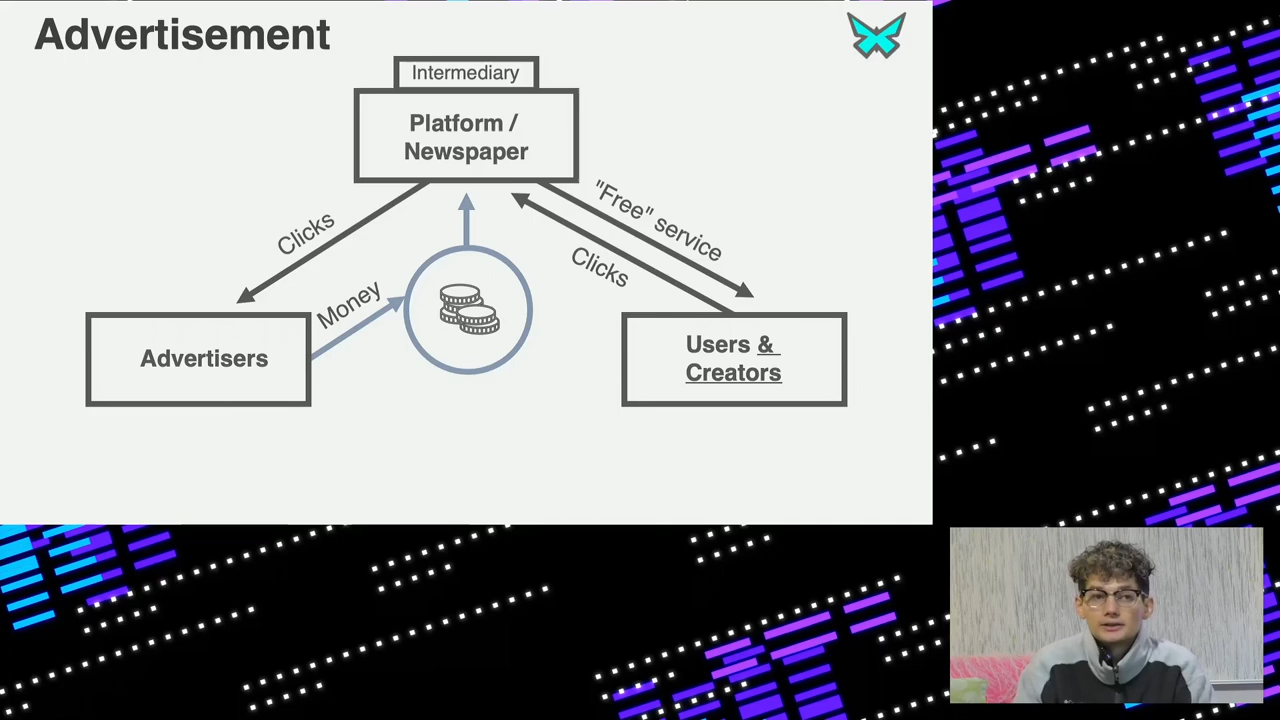 Advertisement
Intermediary
Platform /
Newspaper
"Free" service
Clicks
Clicks
Money
Advertisers
Users &
Creators